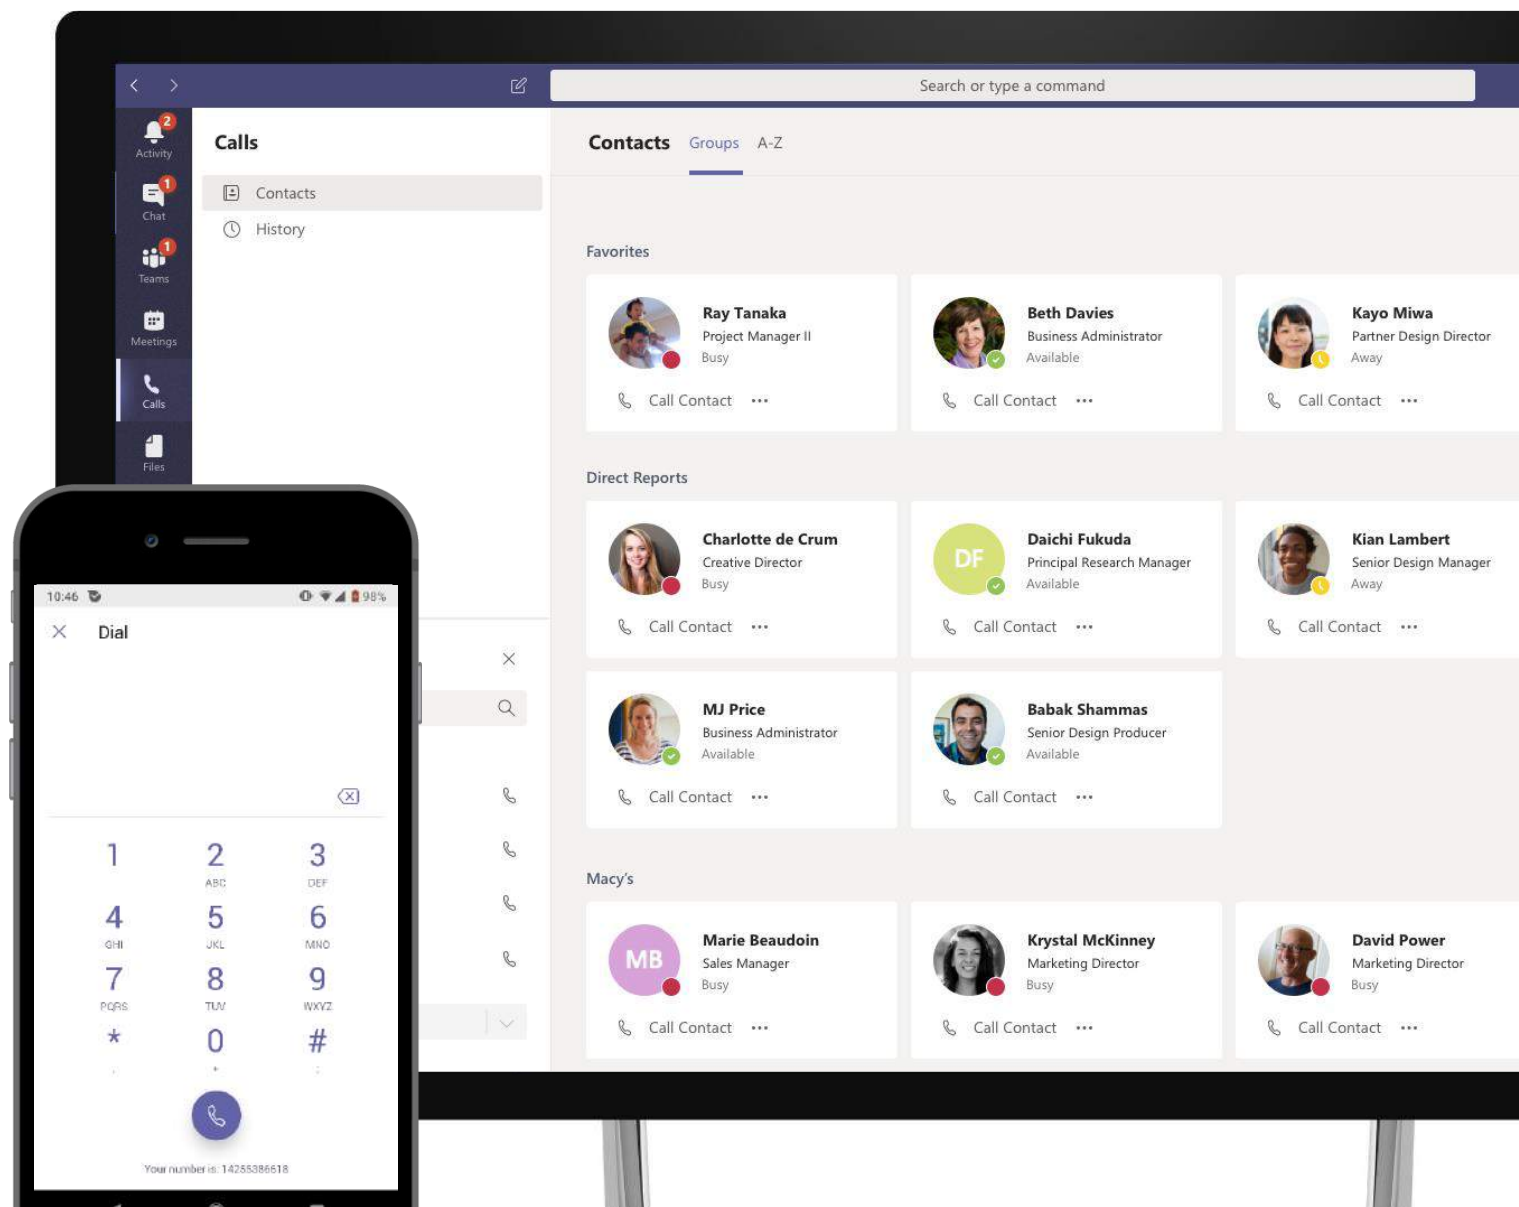 Search or type a command
2
Activity
1
Chat
1
Teams
Meetings
Calls
Files
Calls
Contacts
History
Contacts Groups A-Z
Favorites
Ray Tanaka
Project Manager II
Busy
Call Contact
Beth Davies
Business Administrator
Available
Call Contact
Kayo Miwa
Partner Design Director
Away
Call Contact
Direct Reports
Charlotte de Crum
Creative Director
Busy
Call Contact
DF
Daichi Fukuda
Principal Research Manager
Available
Call Contact
Kian Lambert
Senior Design Manager
Away
Call Contact
MJ Price
Business Administrator
Available
Call Contact
Babak Shammas
Senior Design Producer
Available
Call Contact
Macy's
MB
Marie Beaudoin
Sales Manager
Busy
Call Contact
Krystal McKinney
Marketing Director
Busy
Call Contact
David Power
Marketing Director
Busy
Call Contact
10:46 98%
Dial
1 2 3
ABC DEF
4 5 6
GHI JKL MNO
7 8 9
PQRS TUV WXYZ
* 0 #
, + ;
Your number is: 14255386618